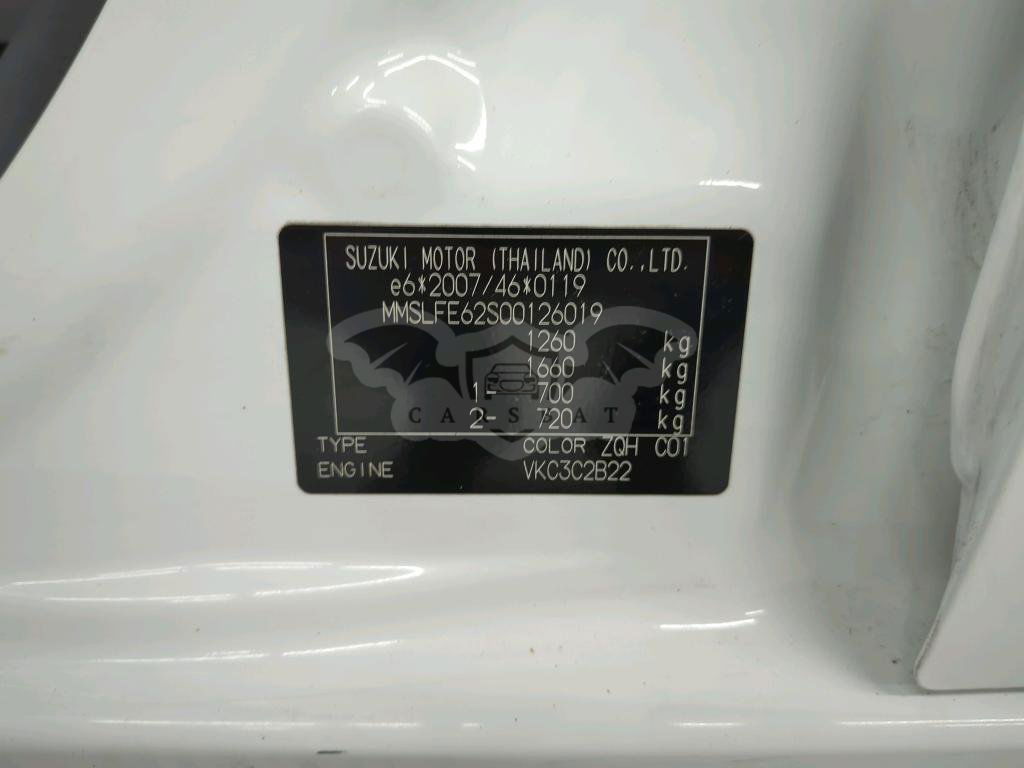 SUZUKI MOTOR (THAILAND) CO.,LTD.
e6*2007/46*0119
MMSLFE62S00126019
1260 kg
1660 kg
1- 700 kg
2- 720 kg
CARSBAT
TYPE COLOR ZQH C01
ENGINE VKC3C2B22